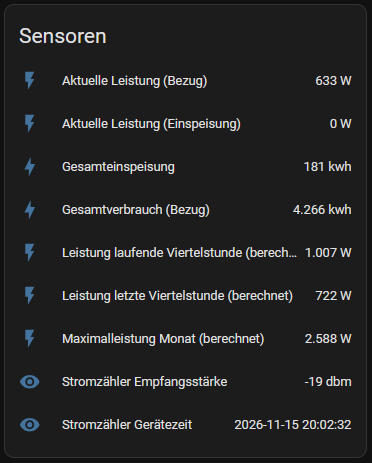 Sensoren
Aktuelle Leistung (Bezug) 633 W
Aktuelle Leistung (Einspeisung) 0 W
Gesamteinspeisung 181 kwh
Gesamtverbrauch (Bezug) 4.266 kwh
Leistung laufende Viertelstunde (berech... 1.007 W
Leistung letzte Viertelstunde (berechnet) 722 W
Maximalleistung Monat (berechnet) 2.588 W
Stromzähler Empfangsstärke -19 dbm
Stromzähler Gerätezeit 2026-11-15 20:02:32